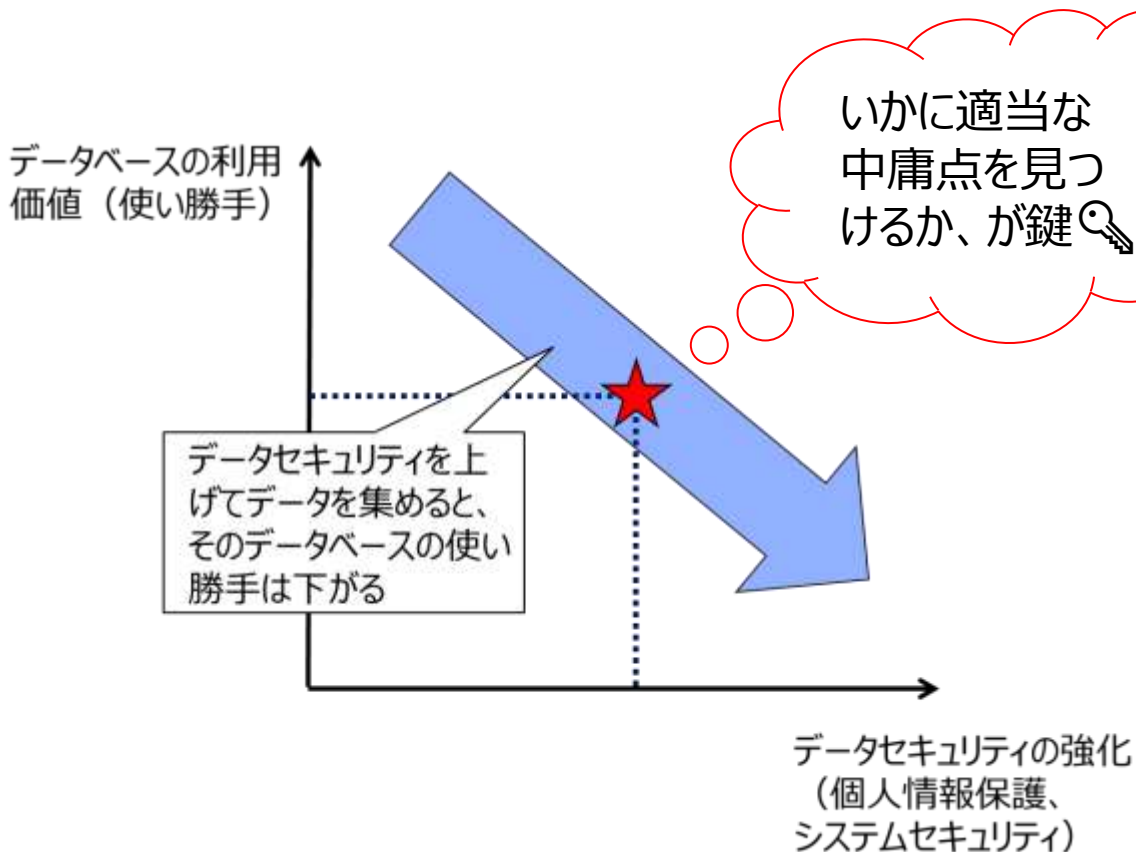 いかに適当な
中庸点を見つ
けるか、が鍵
データベースの利用
価値（使い勝手）
データセキュリティを上
げてデータを集めると、
そのデータベースの使い
勝手は下がる
データセキュリティの強化
（個人情報保護、
システムセキュリティ）